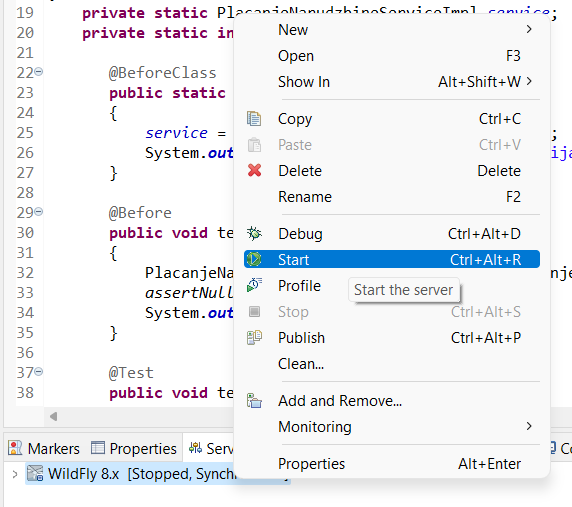 19 private static PlacanjeNarudzbineServiceImpl service;
20 private static in
21
22 @BeforeClass
23 public static
24 {
25 service = ;
26 System.out ija
27 }
28
29 @Before
30 public void te
31 {
32 PlacanjeNa nje
33 assertNull
34 System.out
35 }
36
37 @Test
38 public void te
New
Open F3
Show In Alt+Shift+W
Copy Ctrl+C
Paste Ctrl+V
Delete Delete
Rename F2
Debug Ctrl+Alt+D
Start Ctrl+Alt+R
Profile
Start the server
Stop Ctrl+Alt+S
Publish Ctrl+Alt+P
Clean...
Add and Remove...
Monitoring
Properties Alt+Enter
Markers Properties Serv Co
WildFly 8.x [Stopped, Synchr